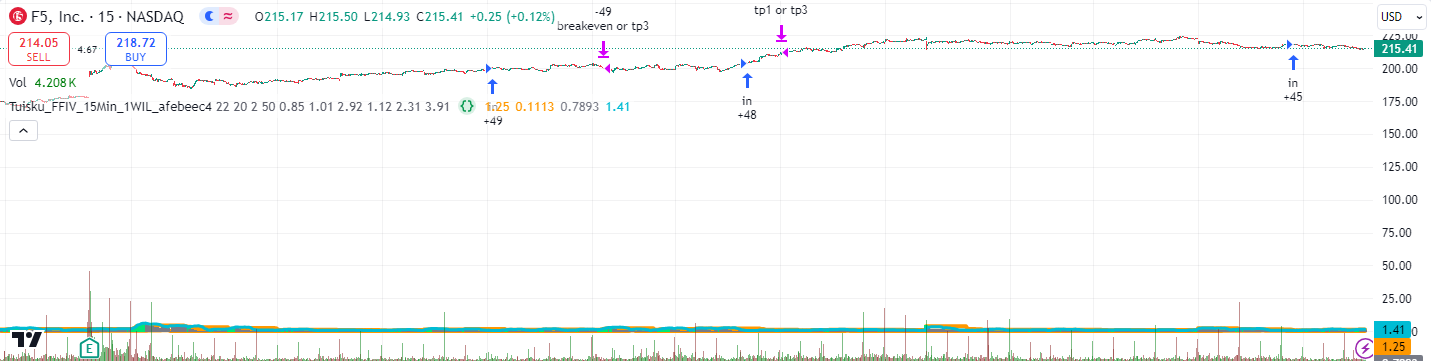 F5, Inc. · 15 · NASDAQ O215.17 H215.50 L214.93 C215.41 +0.25 (+0.12%)
USD
214.05
SELL
4.67
218.72
BUY
-49
breakeven or tp3
tp1 or tp3
225.00
215.41
200.00
Vol 4.208 K
Tutsku_FFIV_15Min_1WIL_afebeec4 22 20 2 50 0.85 1.01 2.92 1.12 2.31 3.91 1.25 0.1113 0.7893 1.41
in
+49
in
+48
in
+45
175.00
150.00
125.00
100.00
75.00
50.00
25.00
1.41
1.25
E